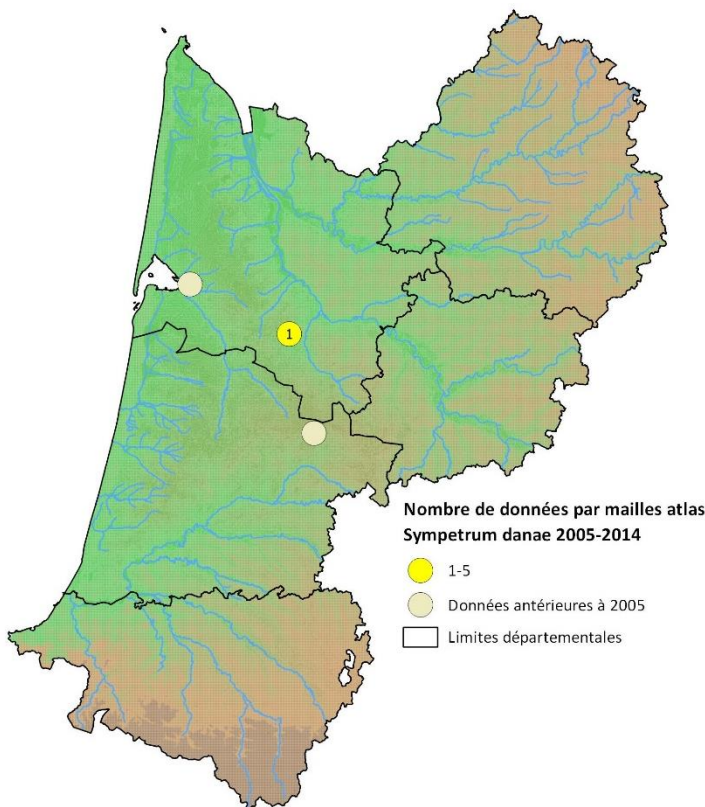 1
Nombre de données par mailles atlas
Sympetrum danae 2005-2014
1-5
Données antérieures à 2005
Limites départementales